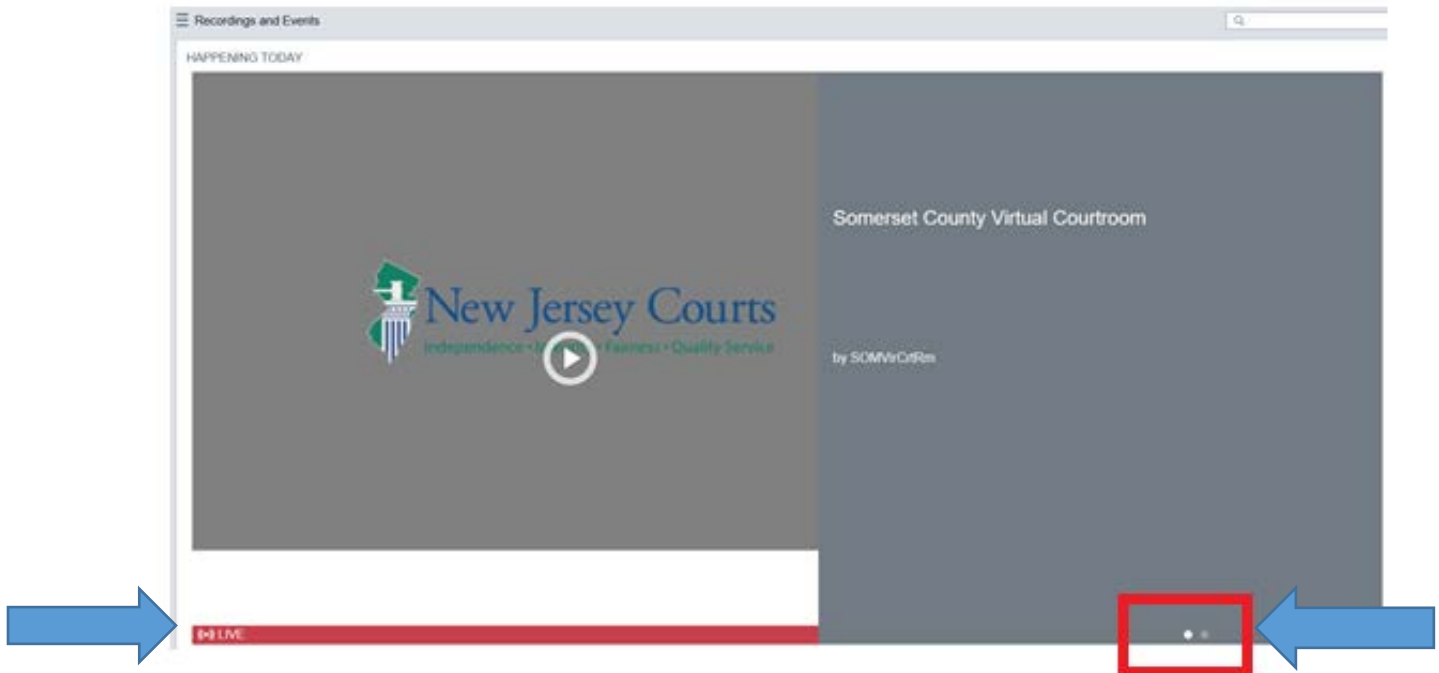 Recordings and Events
HAPPENING TODAY
Somerset County Virtual Courtroom
New Jersey Courts
Independence • Fairness • Quality Service
by SOMVirCrtRm
LIVE